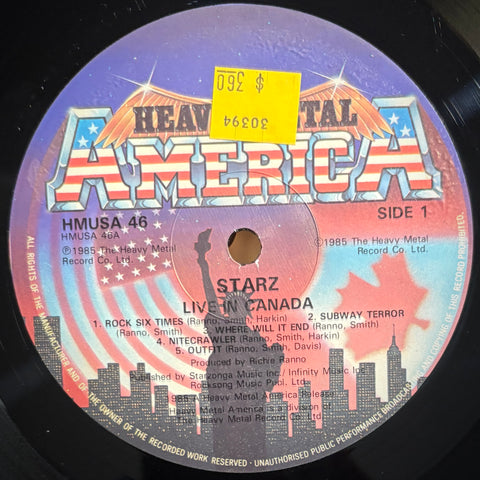 $ 360
30394
HEAVY METAL
AMERICA
HMUSA 46
HMUSA 46A
SIDE 1
℗1985 The Heavy Metal
Record Co. Ltd.
©1985 The Heavy Metal
Record Co. Ltd.
STARZ
LIVE IN CANADA
1. ROCK SIX TIMES (Ranno, Smith, Harkin) 2. SUBWAY TERROR
(Ranno, Smith) 3. WHERE WILL IT END (Ranno, Smith)
4. NITECRAWLER (Ranno, Smith, Harkin)
5. OUTFIT (Ranno, Smith, Davis)
Produced by Richie Ranno
Published by Starzonga Music Inc./ Infinity Music Inc.
Rocksong Music Publ. Ltd.
1985 A Heavy Metal America Release
Heavy Metal America is a division of
The Heavy Metal Record Co. Ltd.
ALL RIGHTS OF THE MANUFACTURER AND OF THE OWNER OF THE RECORDED WORK RESERVED · UNAUTHORISED PUBLIC PERFORMANCE BROADCASTING AND COPYING OF THIS RECORD PROHIBITED.